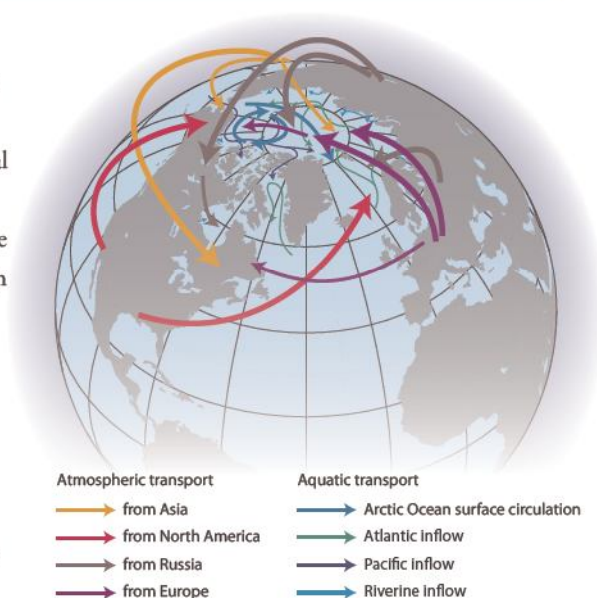 Atmospheric transport
from Asia
from North America
from Russia
from Europe
Aquatic transport
Arctic Ocean surface circulation
Atlantic inflow
Pacific inflow
Riverine inflow